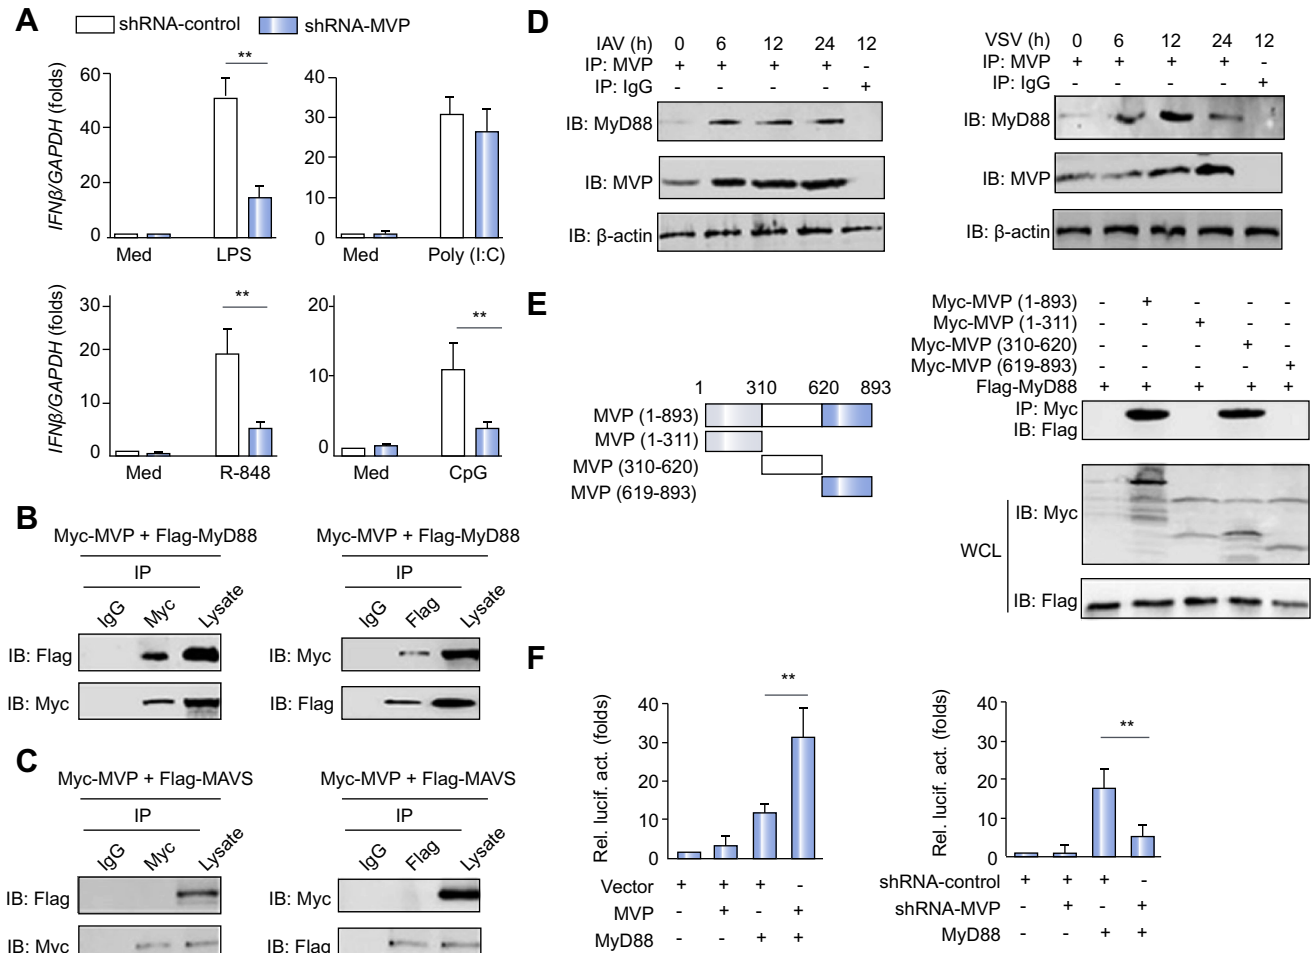 A
shRNA-control shRNA-MVP
IFNβ/GAPDH (folds)
60
40
20
0
**
Med LPS
40
30
20
10
0
Med Poly (I:C)
IFNβ/GAPDH (folds)
30
20
10
0
**
Med R-848
20
10
0
**
Med CpG
B
Myc-MVP + Flag-MyD88
IP
IgG Myc Lysate
IB: Flag
IB: Myc
Myc-MVP + Flag-MyD88
IP
IgG Flag Lysate
IB: Myc
IB: Flag
C
Myc-MVP + Flag-MAVS
IP
IgG Myc Lysate
IB: Flag
IB: Myc
Myc-MVP + Flag-MAVS
IP
IgG Flag Lysate
IB: Myc
IB: Flag
D
IAV (h) 0 6 12 24 12
IP: MVP + + + + -
IP: IgG - - - - +
IB: MyD88
IB: MVP
IB: β-actin
VSV (h) 0 6 12 24 12
IP: MVP + + + + -
IP: IgG - - - - +
IB: MyD88
IB: MVP
IB: β-actin
E
1 310 620 893
MVP (1-893)
MVP (1-311)
MVP (310-620)
MVP (619-893)
Myc-MVP (1-893) - + - - -
Myc-MVP (1-311) - - + - -
Myc-MVP (310-620) - - - + -
Myc-MVP (619-893) - - - - +
Flag-MyD88 + + + + +
IP: Myc
IB: Flag
WCL
IB: Myc
IB: Flag
F
Rel. lucif. act. (folds)
40
30
20
10
0
**
Vector + + + -
MVP - + - +
MyD88 - - + +
Rel. lucif. act. (folds)
40
30
20
10
0
**
shRNA-control + + + -
shRNA-MVP - + - +
MyD88 - - + +